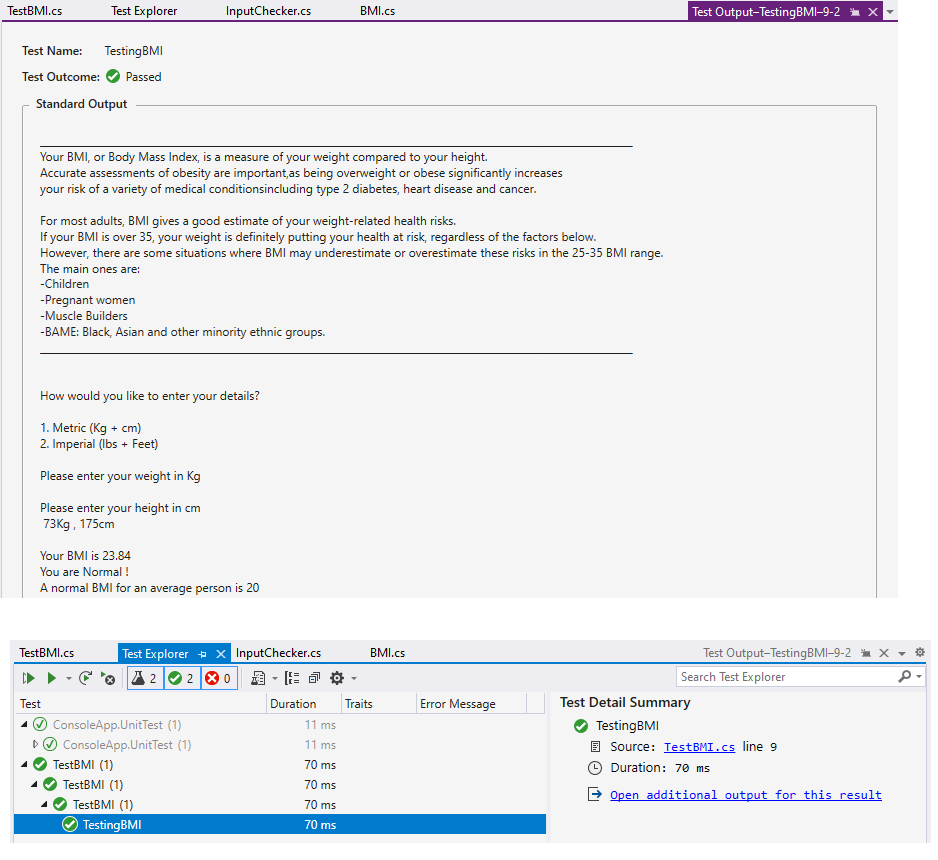 TestBMI.cs Test Explorer InputChecker.cs BMI.cs Test Output–TestingBMI–9-2
Test Name: TestingBMI
Test Outcome: Passed
Standard Output
Your BMI, or Body Mass Index, is a measure of your weight compared to your height.
Accurate assessments of obesity are important,as being overweight or obese significantly increases
your risk of a variety of medical conditionsincluding type 2 diabetes, heart disease and cancer.
For most adults, BMI gives a good estimate of your weight-related health risks.
If your BMI is over 35, your weight is definitely putting your health at risk, regardless of the factors below.
However, there are some situations where BMI may underestimate or overestimate these risks in the 25-35 BMI range.
The main ones are:
-Children
-Pregnant women
-Muscle Builders
-BAME: Black, Asian and other minority ethnic groups.
How would you like to enter your details?
1. Metric (Kg + cm)
2. Imperial (lbs + Feet)
Please enter your weight in Kg
Please enter your height in cm
73Kg , 175cm
Your BMI is 23.84
You are Normal !
A normal BMI for an average person is 20
TestBMI.cs Test Explorer InputChecker.cs BMI.cs Test Output–TestingBMI–9-2
2 2 0 Search Test Explorer
Test Duration Traits Error Message
ConsoleApp.UnitTest (1) 11 ms
ConsoleApp.UnitTest (1) 11 ms
TestBMI (1) 70 ms
TestBMI (1) 70 ms
TestBMI (1) 70 ms
TestingBMI 70 ms
Test Detail Summary
TestingBMI
Source: TestBMI.cs line 9
Duration: 70 ms
Open additional output for this result